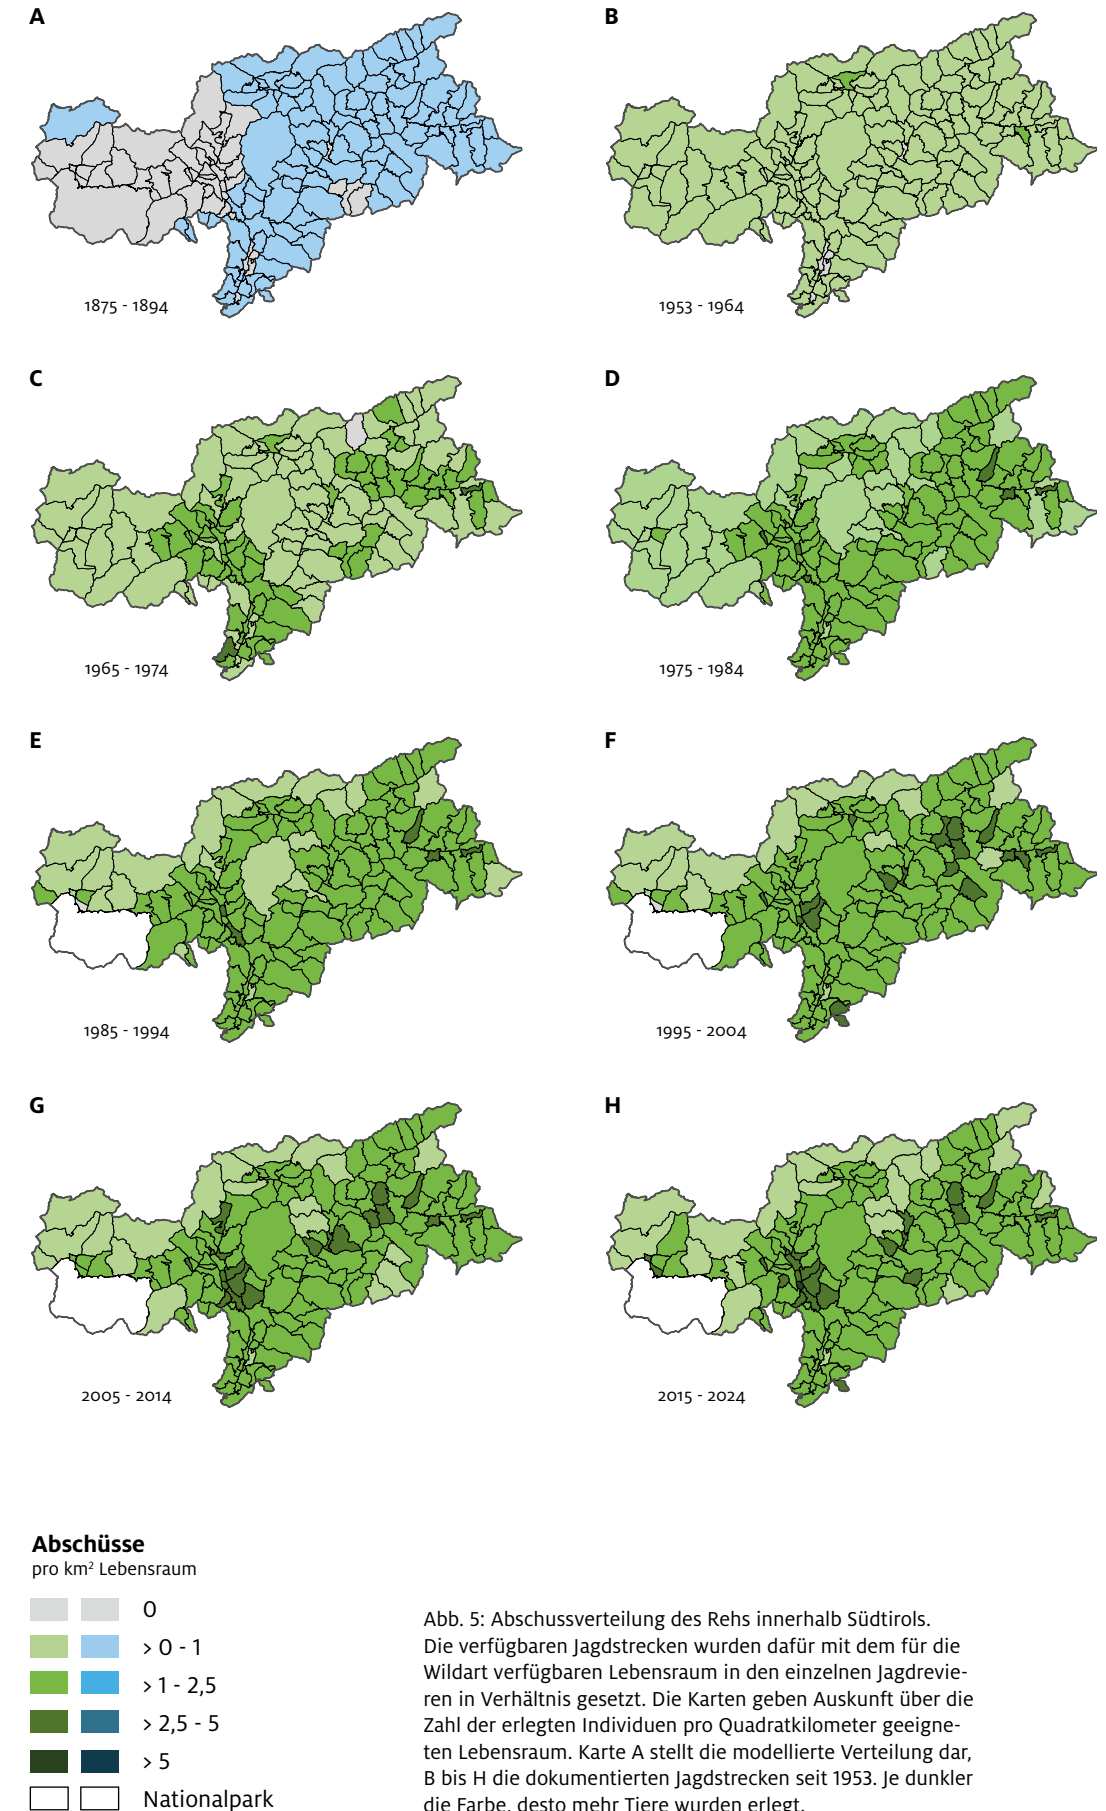 A
B
1875 - 1894
1953 - 1964
C
D
1965 - 1974
1975 - 1984
E
F
1985 - 1994
1995 - 2004
G
H
2005 - 2014
2015 - 2024
Abschüsse
pro km² Lebensraum
0
> 0 - 1
> 1 - 2,5
> 2,5 - 5
> 5
Nationalpark
Abb. 5: Abschussverteilung des Rehs innerhalb Südtirols.
Die verfügbaren Jagdstrecken wurden dafür mit dem für die
Wildart verfügbaren Lebensraum in den einzelnen Jagdrevie-
ren in Verhältnis gesetzt. Die Karten geben Auskunft über die
Zahl der erlegten Individuen pro Quadratkilometer geeigne-
ten Lebensraum. Karte A stellt die modellierte Verteilung dar,
B bis H die dokumentierten Jagdstrecken seit 1953. Je dunkler
die Farbe, desto mehr Tiere wurden erlegt.